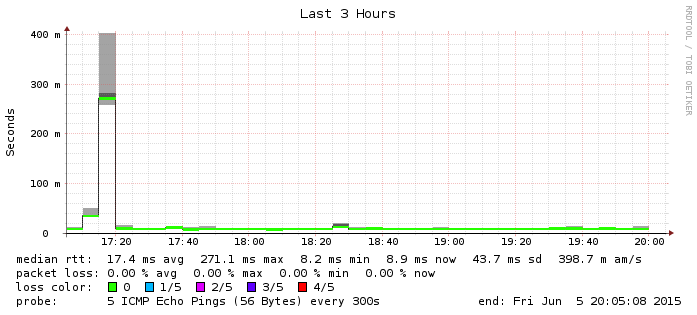 Last 3 Hours
RRDTOOL / TOBI OETIKER
Seconds
400 m
300 m
200 m
100 m
0
17:20 17:40 18:00 18:20 18:40 19:00 19:20 19:40 20:00
median rtt: 17.4 ms avg 271.1 ms max 8.2 ms min 8.9 ms now 43.7 ms sd 398.7 m am/s
packet loss: 0.00 % avg 0.00 % max 0.00 % min 0.00 % now
loss color: 0 1/5 2/5 3/5 4/5
probe: 5 ICMP Echo Pings (56 Bytes) every 300s end: Fri Jun 5 20:05:08 2015